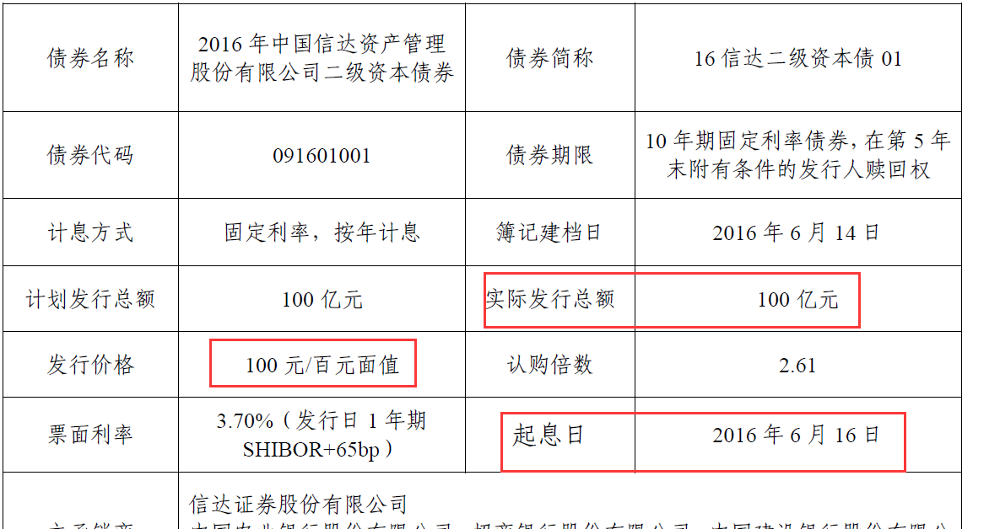 债券名称
2016 年中国信达资产管理
股份有限公司二级资本债券
债券简称
16 信达二级资本债 01
债券代码
091601001
债券期限
10 年期固定利率债券，在第 5 年
末附有条件的发行人赎回权
计息方式
固定利率，按年计息
簿记建档日
2016 年 6 月 14 日
计划发行总额
100 亿元
实际发行总额
100 亿元
发行价格
100 元/百元面值
认购倍数
2.61
票面利率
3.70%（发行日 1 年期
SHIBOR+65bp）
起息日
2016 年 6 月 16 日
信达证券股份有限公司